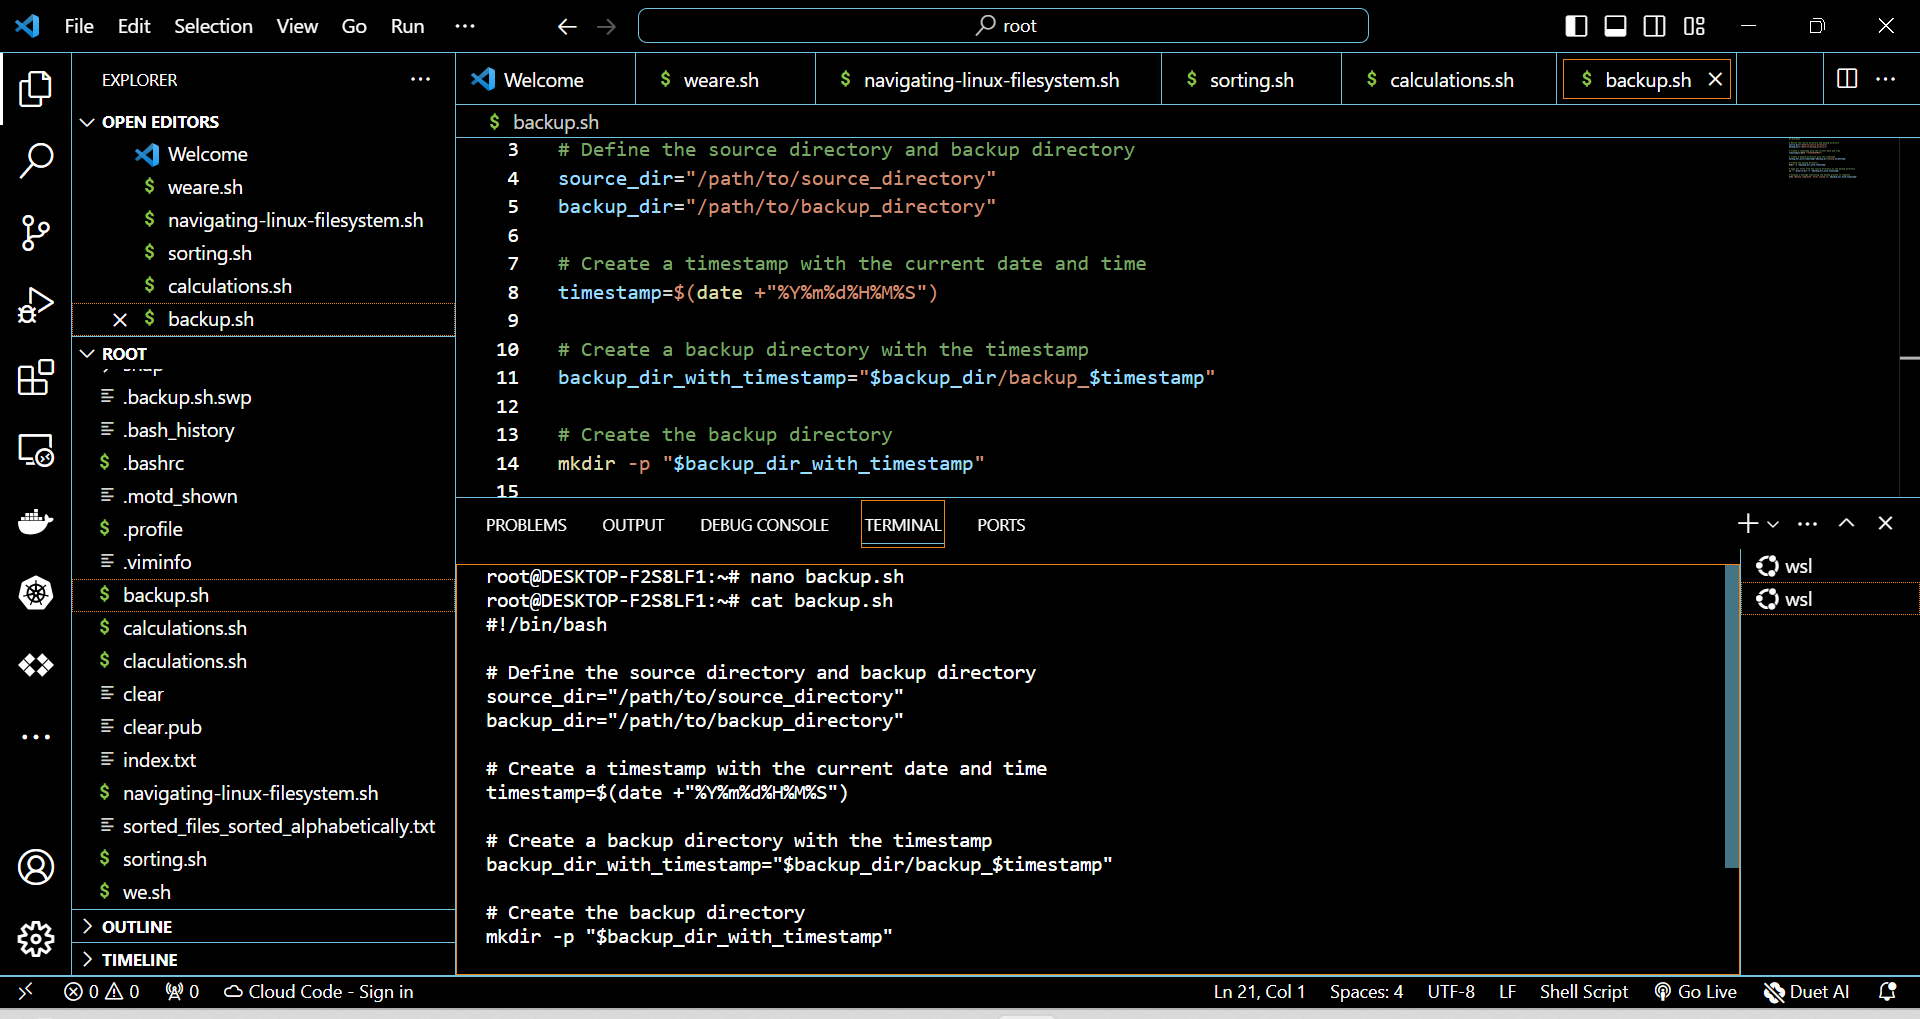 File Edit Selection View Go Run ···
root
EXPLORER ···
OPEN EDITORS
Welcome
$ weare.sh
$ navigating-linux-filesystem.sh
$ sorting.sh
$ calculations.sh
$ backup.sh
ROOT
.backup.sh.swp
.bash_history
$ .bashrc
.motd_shown
$ .profile
.viminfo
$ backup.sh
$ calculations.sh
$ claculations.sh
clear
clear.pub
index.txt
$ navigating-linux-filesystem.sh
sorted_files_sorted_alphabetically.txt
$ sorting.sh
$ we.sh
OUTLINE
TIMELINE
Welcome $ weare.sh $ navigating-linux-filesystem.sh $ sorting.sh $ calculations.sh $ backup.sh
$ backup.sh
3 # Define the source directory and backup directory
4 source_dir="/path/to/source_directory"
5 backup_dir="/path/to/backup_directory"
6
7 # Create a timestamp with the current date and time
8 timestamp=$(date +"%Y%m%d%H%M%S")
9
10 # Create a backup directory with the timestamp
11 backup_dir_with_timestamp="$backup_dir/backup_$timestamp"
12
13 # Create the backup directory
14 mkdir -p "$backup_dir_with_timestamp"
15
PROBLEMS OUTPUT DEBUG CONSOLE TERMINAL PORTS
root@DESKTOP-F2S8LF1:~# nano backup.sh
root@DESKTOP-F2S8LF1:~# cat backup.sh
#!/bin/bash
# Define the source directory and backup directory
source_dir="/path/to/source_directory"
backup_dir="/path/to/backup_directory"
# Create a timestamp with the current date and time
timestamp=$(date +"%Y%m%d%H%M%S")
# Create a backup directory with the timestamp
backup_dir_with_timestamp="$backup_dir/backup_$timestamp"
# Create the backup directory
mkdir -p "$backup_dir_with_timestamp"
wsl
wsl
0 0 0 Cloud Code - Sign in Ln 21, Col 1 Spaces: 4 UTF-8 LF Shell Script Go Live Duet AI